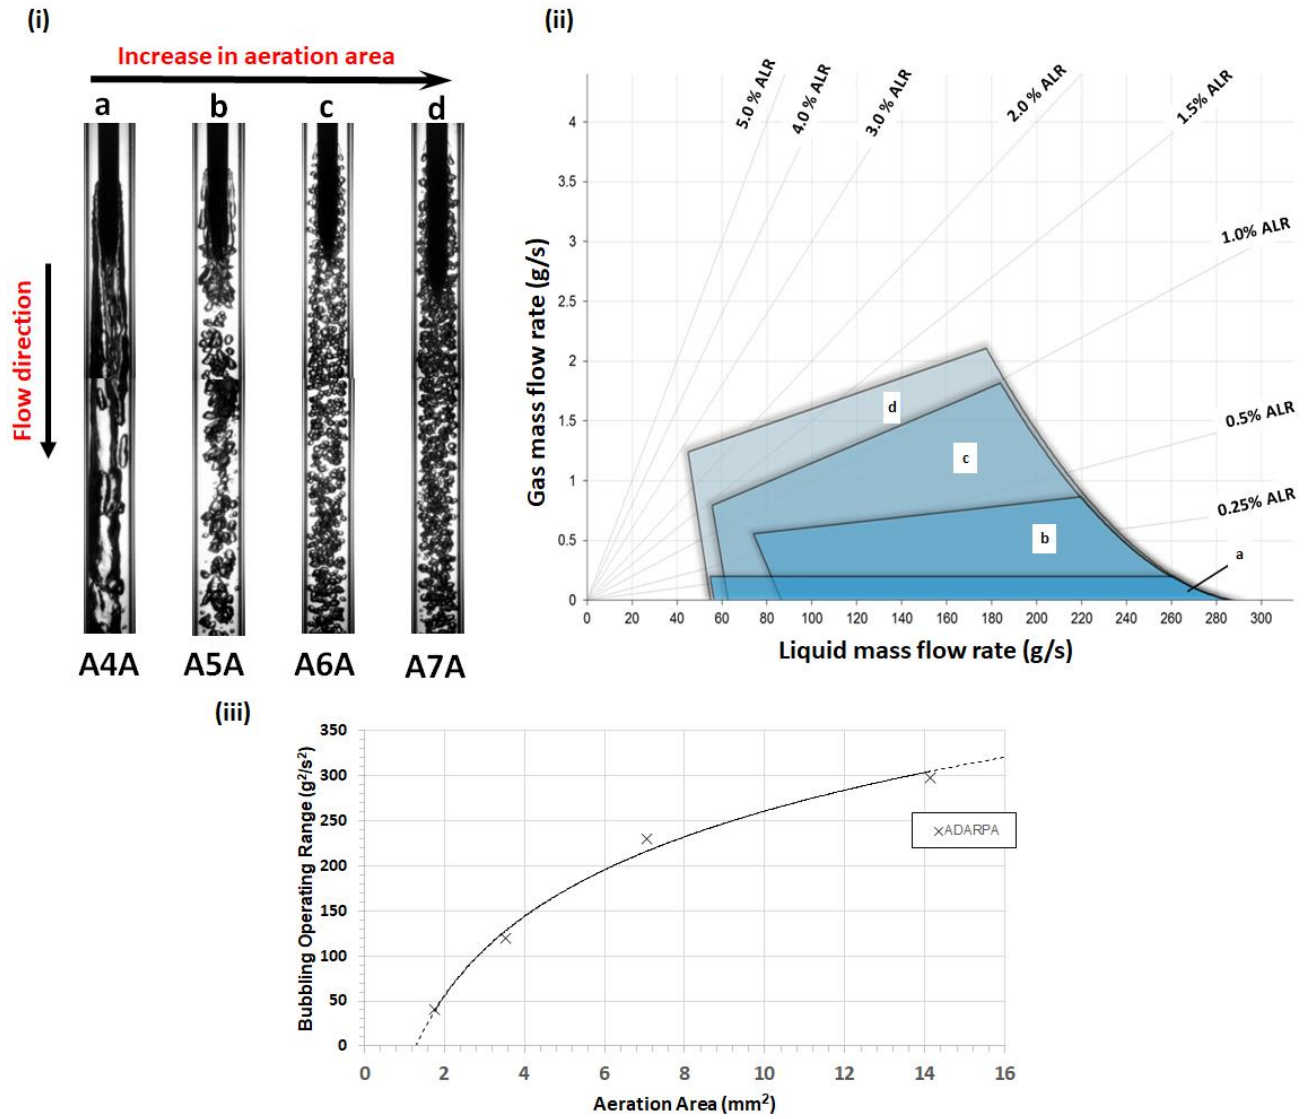 (i)
Increase in aeration area
a b c d
Flow direction
A4A A5A A6A A7A
(ii)
5.0 % ALR
4.0 % ALR
3.0 % ALR
2.0 % ALR
1.5% ALR
1.0% ALR
0.5% ALR
0.25% ALR
Gas mass flow rate (g/s)
4
3.5
3
2.5
2
1.5
1
0.5
0
d
c
b
a
0 20 40 60 80 100 120 140 160 180 200 220 240 260 280 300
Liquid mass flow rate (g/s)
(iii)
Bubbling Operating Range (g²/s²)
350
300
250
200
150
100
50
0
ADARPA
0 2 4 6 8 10 12 14 16
Aeration Area (mm²)